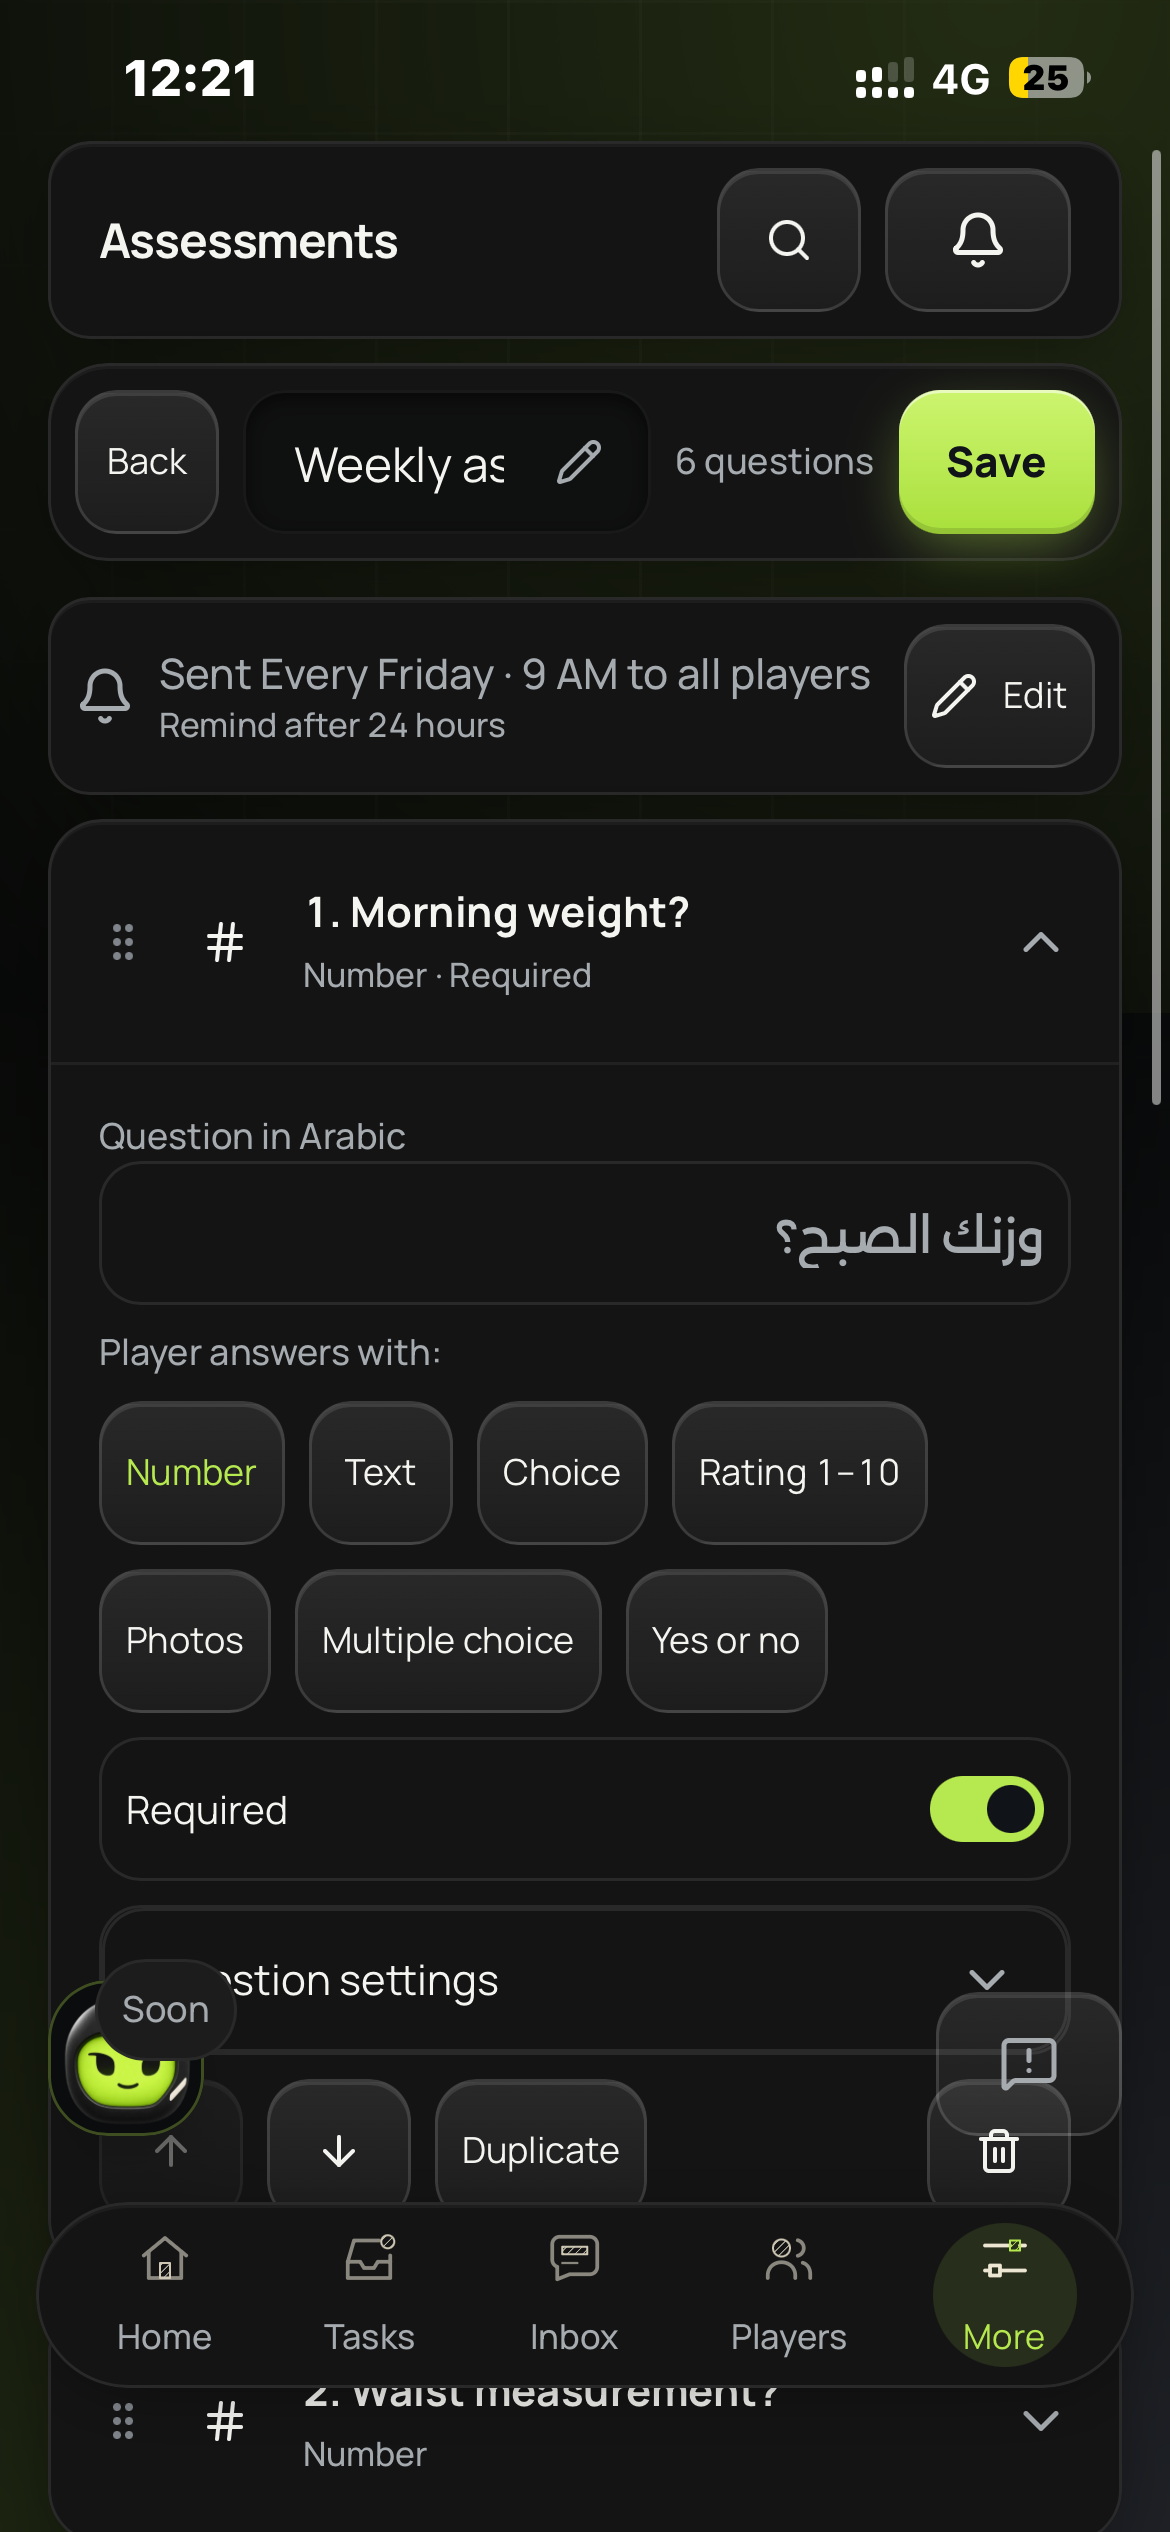 12:21
4G 25
Assessments
Back
Weekly as
6 questions
Save
Sent Every Friday · 9 AM to all players
Remind after 24 hours
Edit
1. Morning weight?
Number · Required
Question in Arabic
وزنك الصبح؟
Player answers with:
Number Text Choice Rating 1–10
Photos Multiple choice Yes or no
Required
settings
Soon
Duplicate
Home Tasks Inbox Players More
2. Waist measurement?
Number